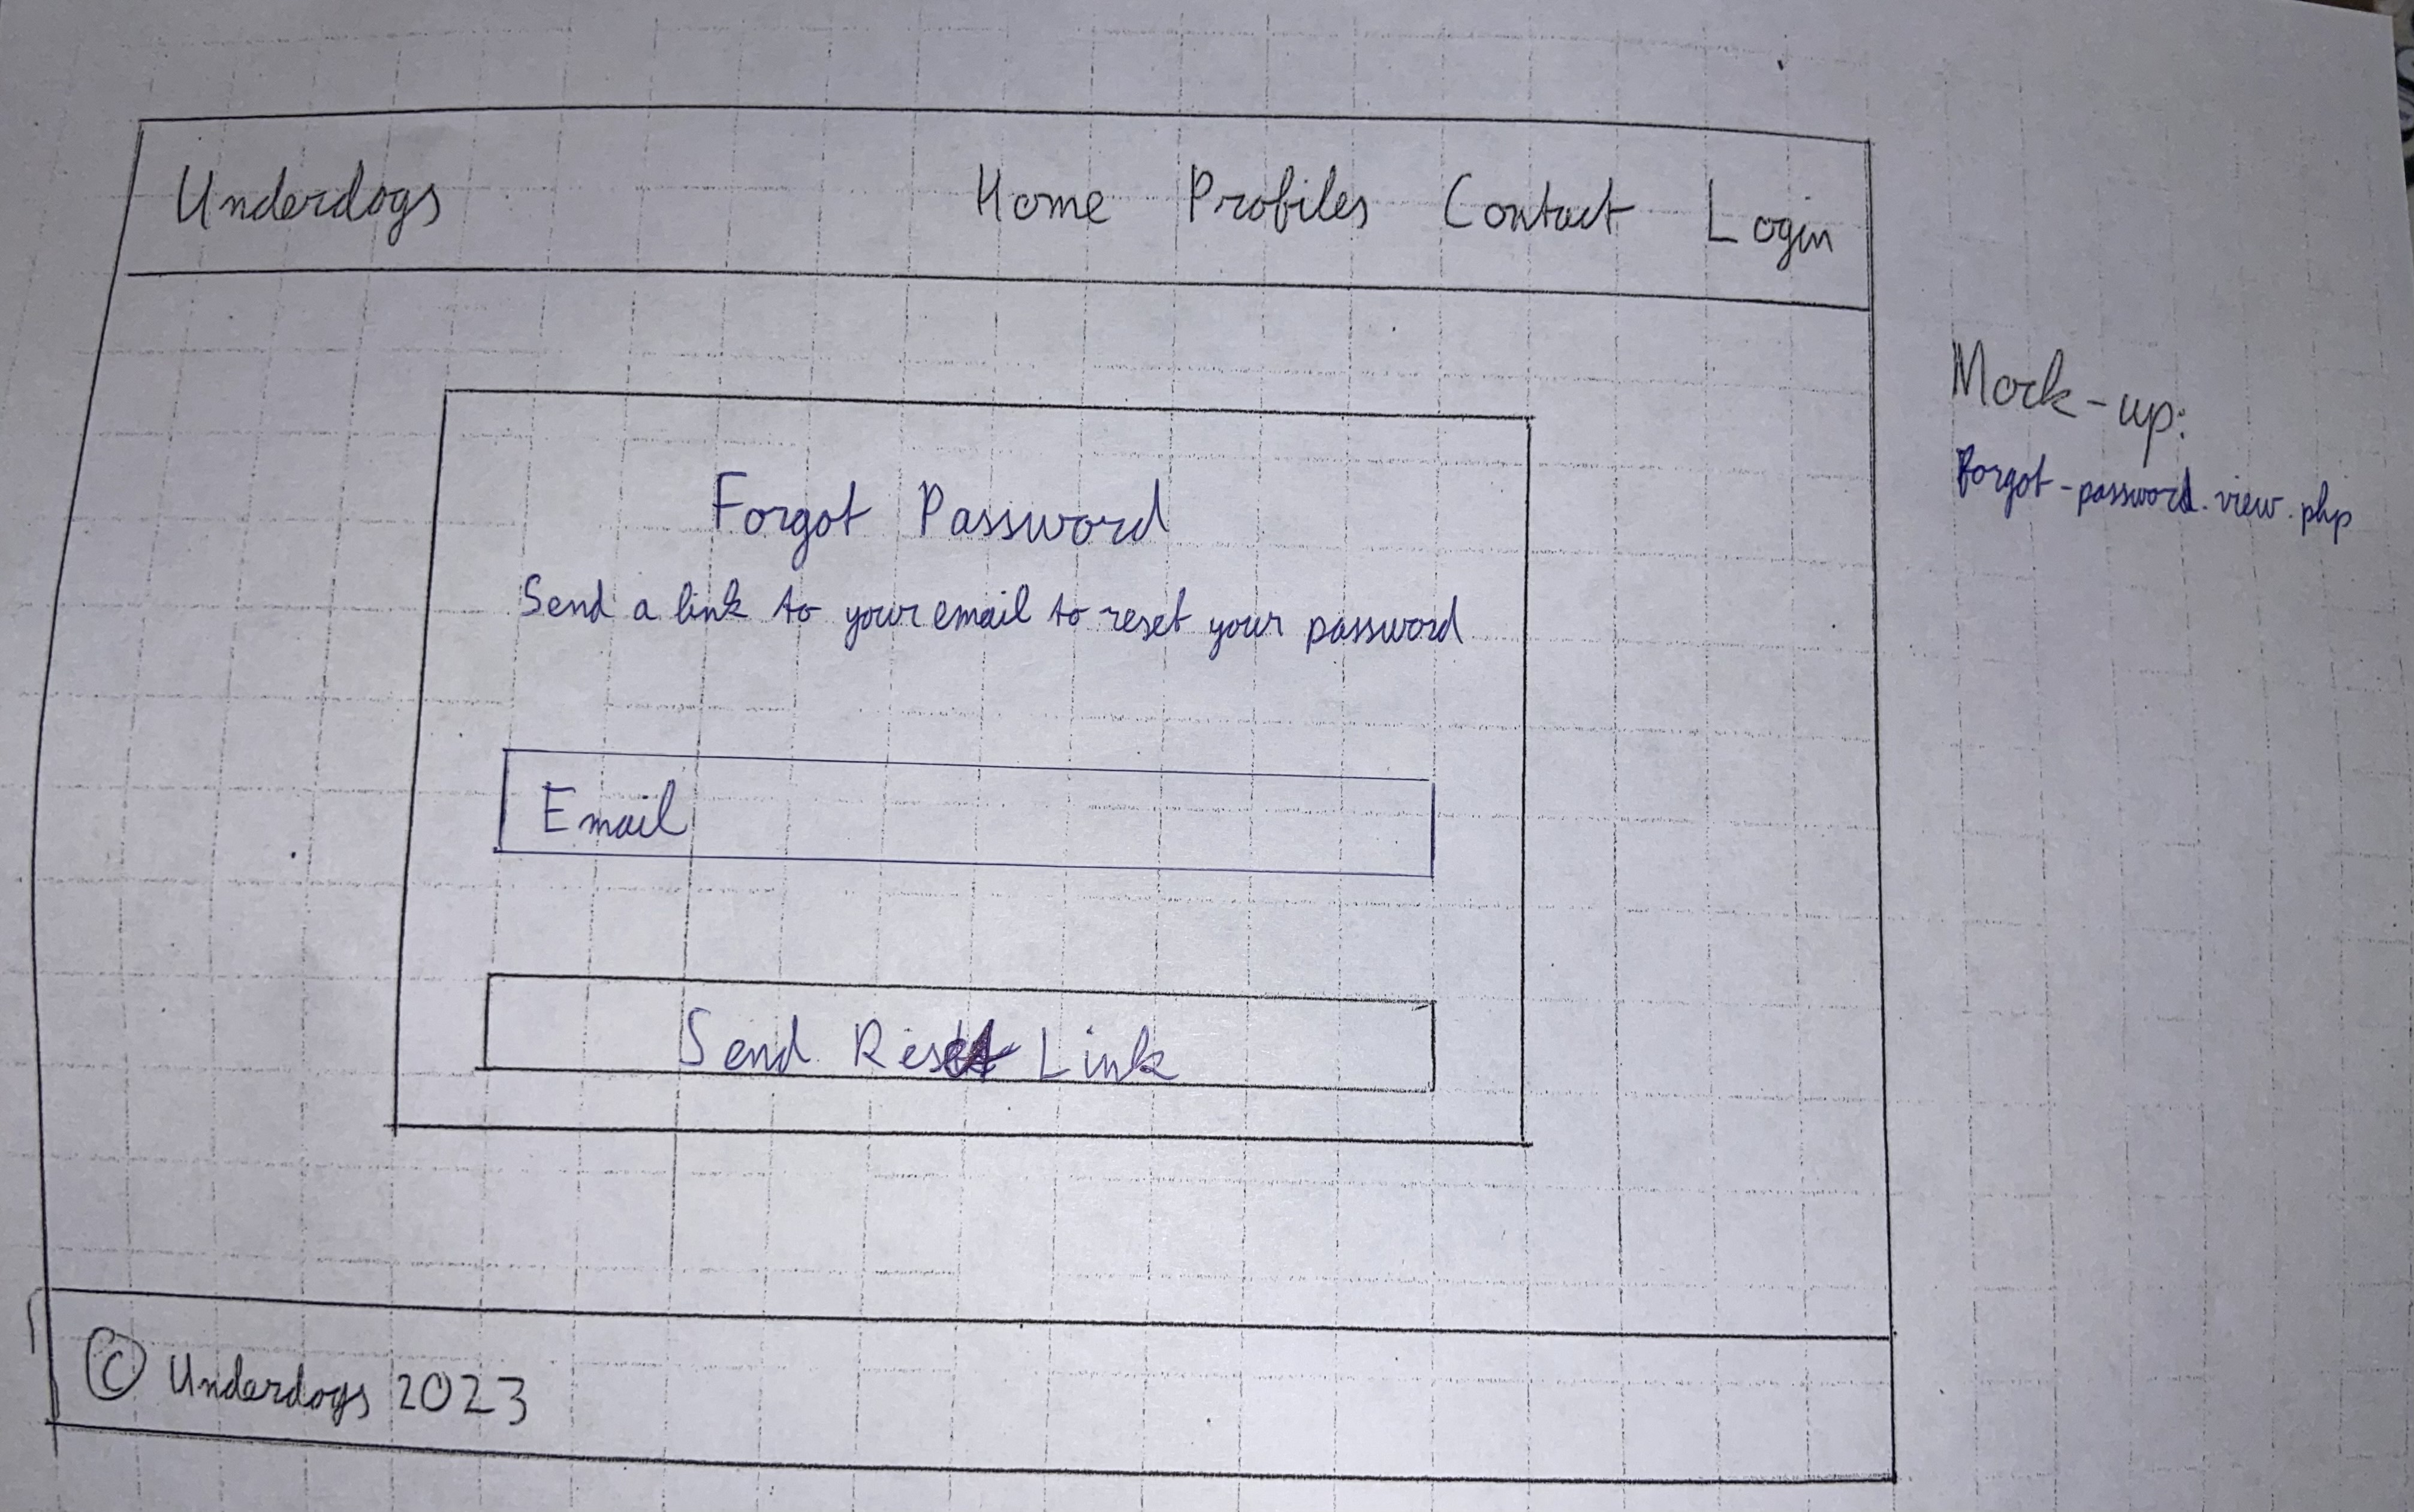 Underdogs Home Profiles Contact Login
Mock-up:
forgot-password.view.php
Forgot Password
Send a link to your email to reset your password
Email
Send Reset Link
© Underdogs 2023